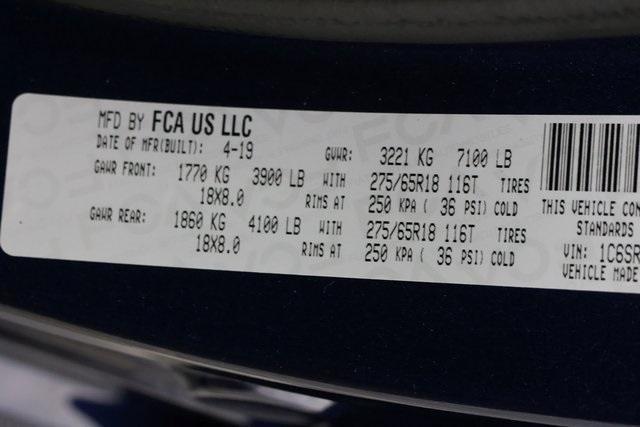 MFD BY FCA US LLC
DATE OF MFR(BUILT): 4-19 GVWR: 3221 KG 7100 LB
GAWR FRONT: 1770 KG 3900 LB WITH 275/65R18 116T TIRES
18X8.0 RIMS AT 250 KPA ( 36 PSI) COLD
GAWR REAR: 1860 KG 4100 LB WITH 275/65R18 116T TIRES
18X8.0 RIMS AT 250 KPA ( 36 PSI) COLD
THIS VEHICLE CON
STANDARDS
VIN: 1C6SR
VEHICLE MADE